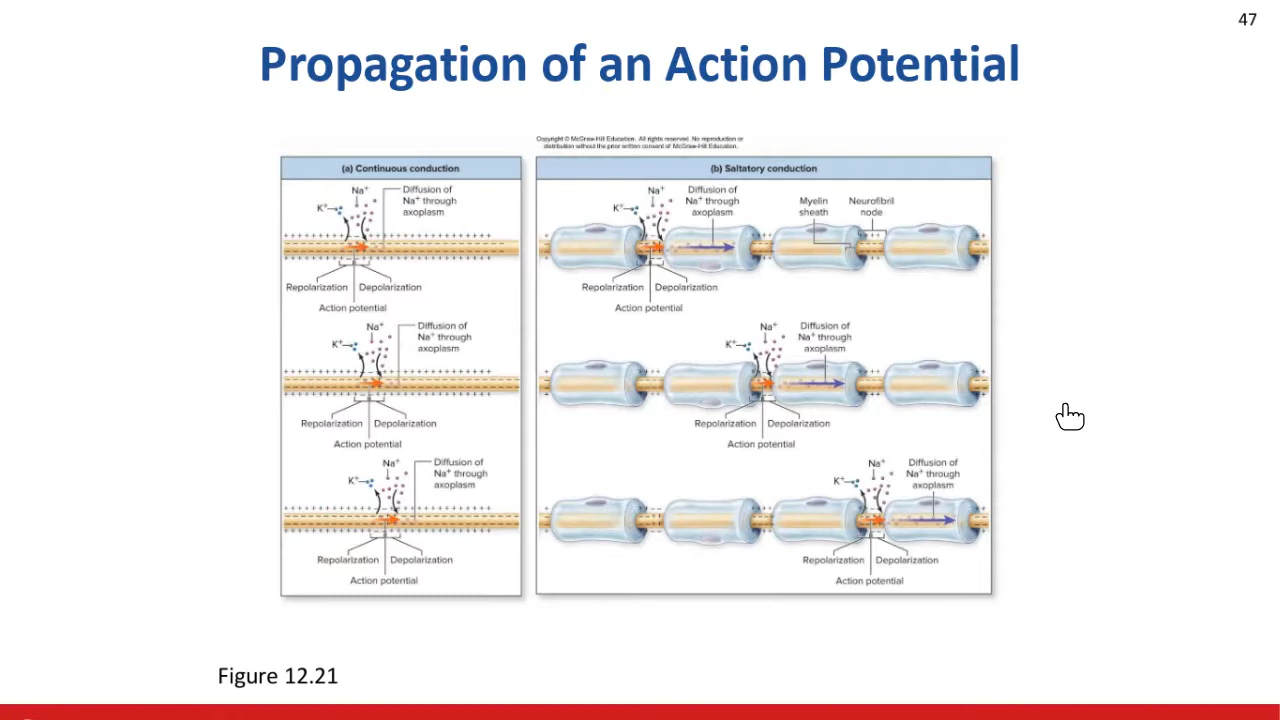 47
Propagation of an Action Potential
Copyright © McGraw-Hill Education. All rights reserved. No reproduction or
distribution without the prior written consent of McGraw-Hill Education.
(a) Continuous conduction
Na⁺
K⁺
Diffusion of
Na⁺ through
axoplasm
Repolarization
Depolarization
Action potential
Na⁺
K⁺
Diffusion of
Na⁺ through
axoplasm
Repolarization
Depolarization
Action potential
Na⁺
K⁺
Diffusion of
Na⁺ through
axoplasm
Repolarization
Depolarization
Action potential
(b) Saltatory conduction
Na⁺
K⁺
Diffusion of
Na⁺ through
axoplasm
Myelin
sheath
Neurofibril
node
Repolarization
Depolarization
Action potential
Na⁺
K⁺
Diffusion of
Na⁺ through
axoplasm
Repolarization
Depolarization
Action potential
Na⁺
K⁺
Diffusion of
Na⁺ through
axoplasm
Repolarization
Depolarization
Action potential
Figure 12.21